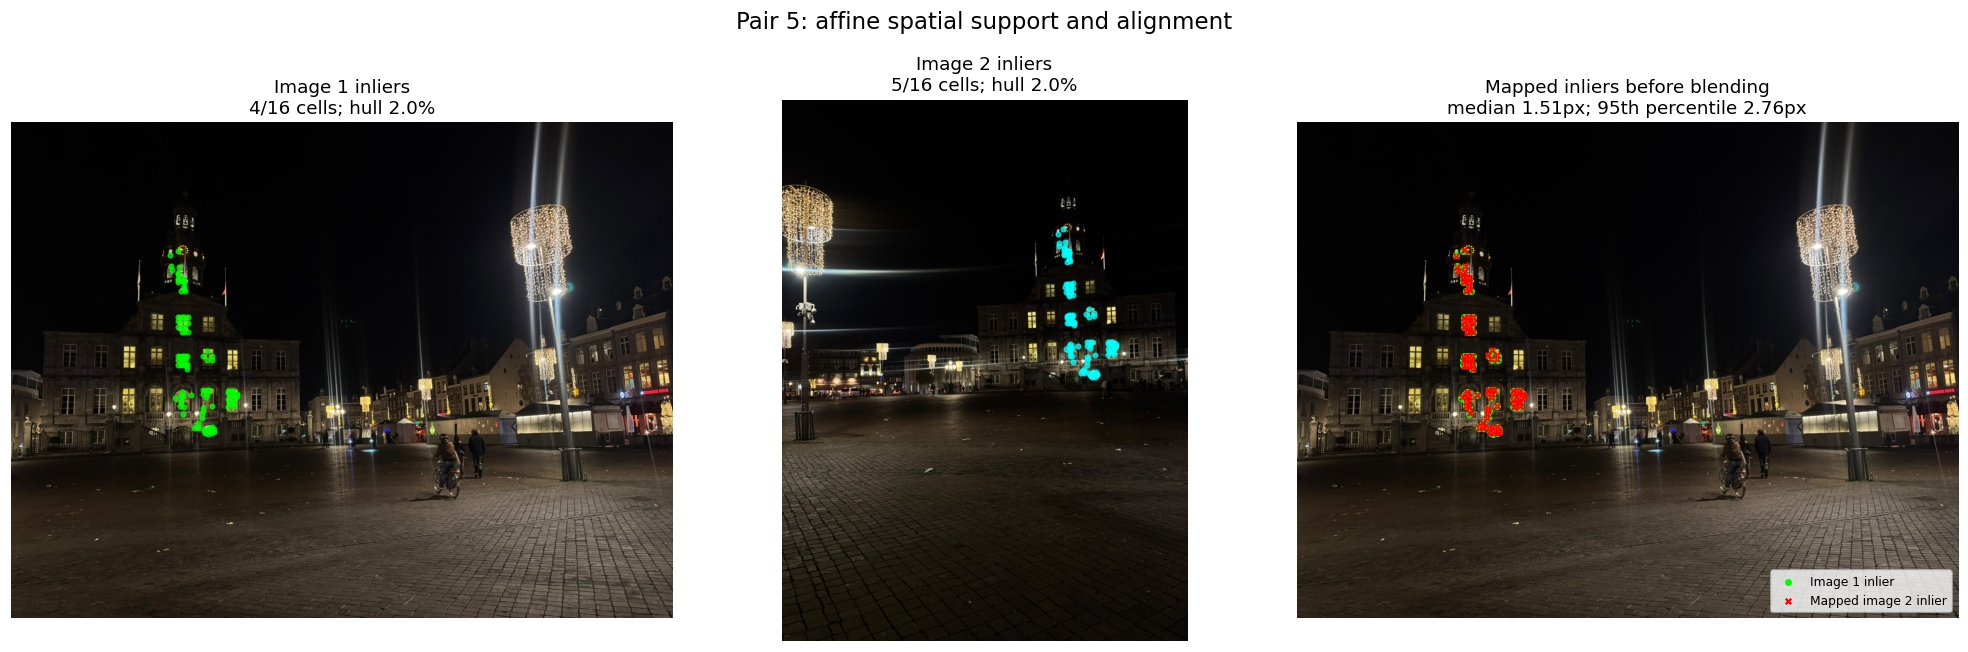 Pair 5: affine spatial support and alignment
Image 1 inliers
4/16 cells; hull 2.0%
Image 2 inliers
5/16 cells; hull 2.0%
Mapped inliers before blending
median 1.51px; 95th percentile 2.76px
Image 1 inlier
Mapped image 2 inlier